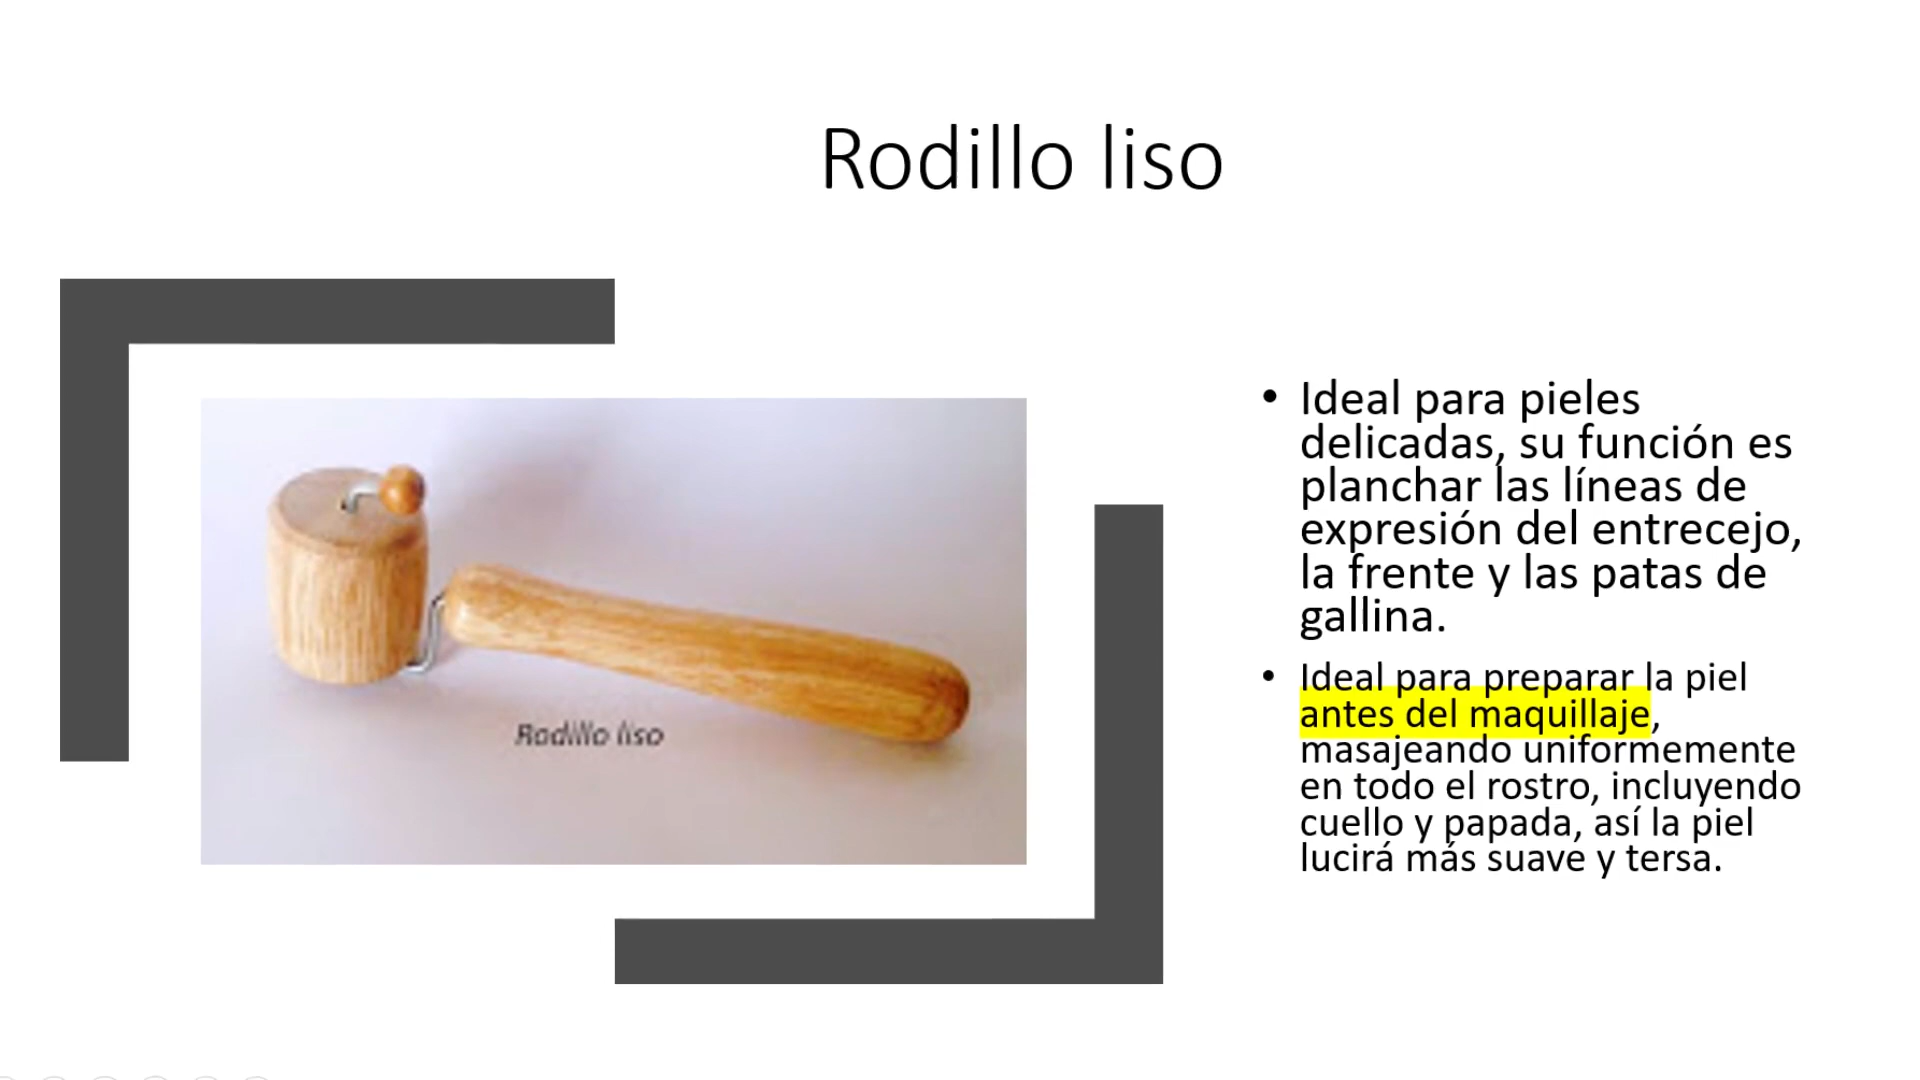 Rodillo liso
Rodillo liso
• Ideal para pieles
delicadas, su función es
planchar las líneas de
expresión del entrecejo,
la frente y las patas de
gallina.
• Ideal para preparar la piel
antes del maquillaje,
masajeando uniformemente
en todo el rostro, incluyendo
cuello y papada, así la piel
lucirá más suave y tersa.